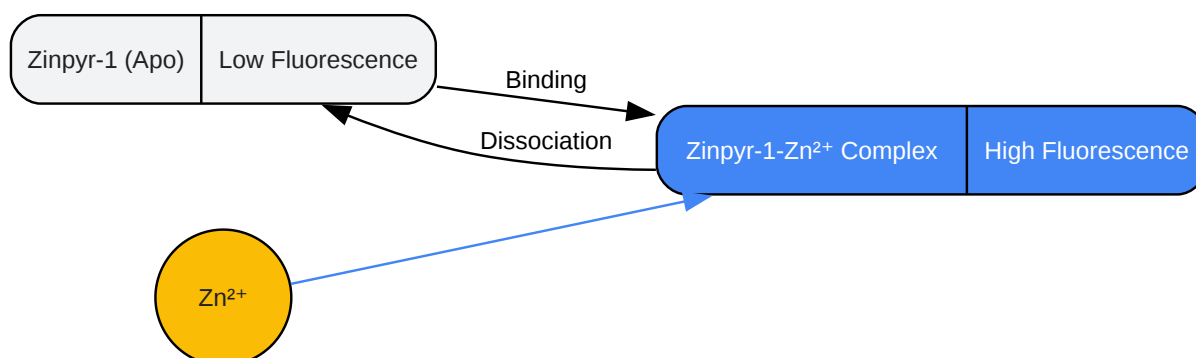 Zinpyr-1 (Apo)
Low Fluorescence
Binding
Dissociation
Zinpyr-1-Zn²⁺ Complex
High Fluorescence
Zn²⁺